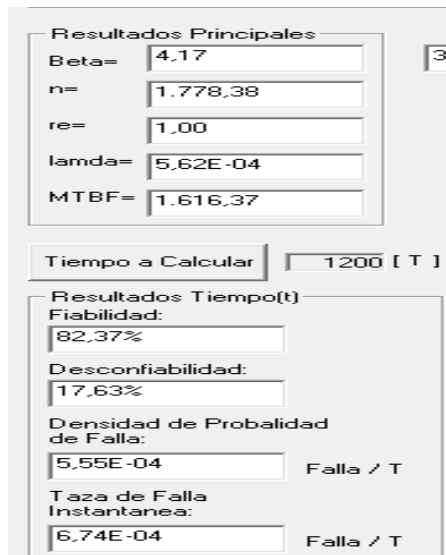 Resultados Principales
Beta= 4,17
3
n= 1.778,38
re= 1,00
lamda= 5,62E-04
MTBF= 1.616,37
Tiempo a Calcular 1200 [ T ]
Resultados Tiempo(t)
Fiabilidad:
82,37%
Desconfiabilidad:
17,63%
Densidad de Probalidad
de Falla:
5,55E-04 Falla / T
Taza de Falla
Instantanea:
6,74E-04 Falla / T